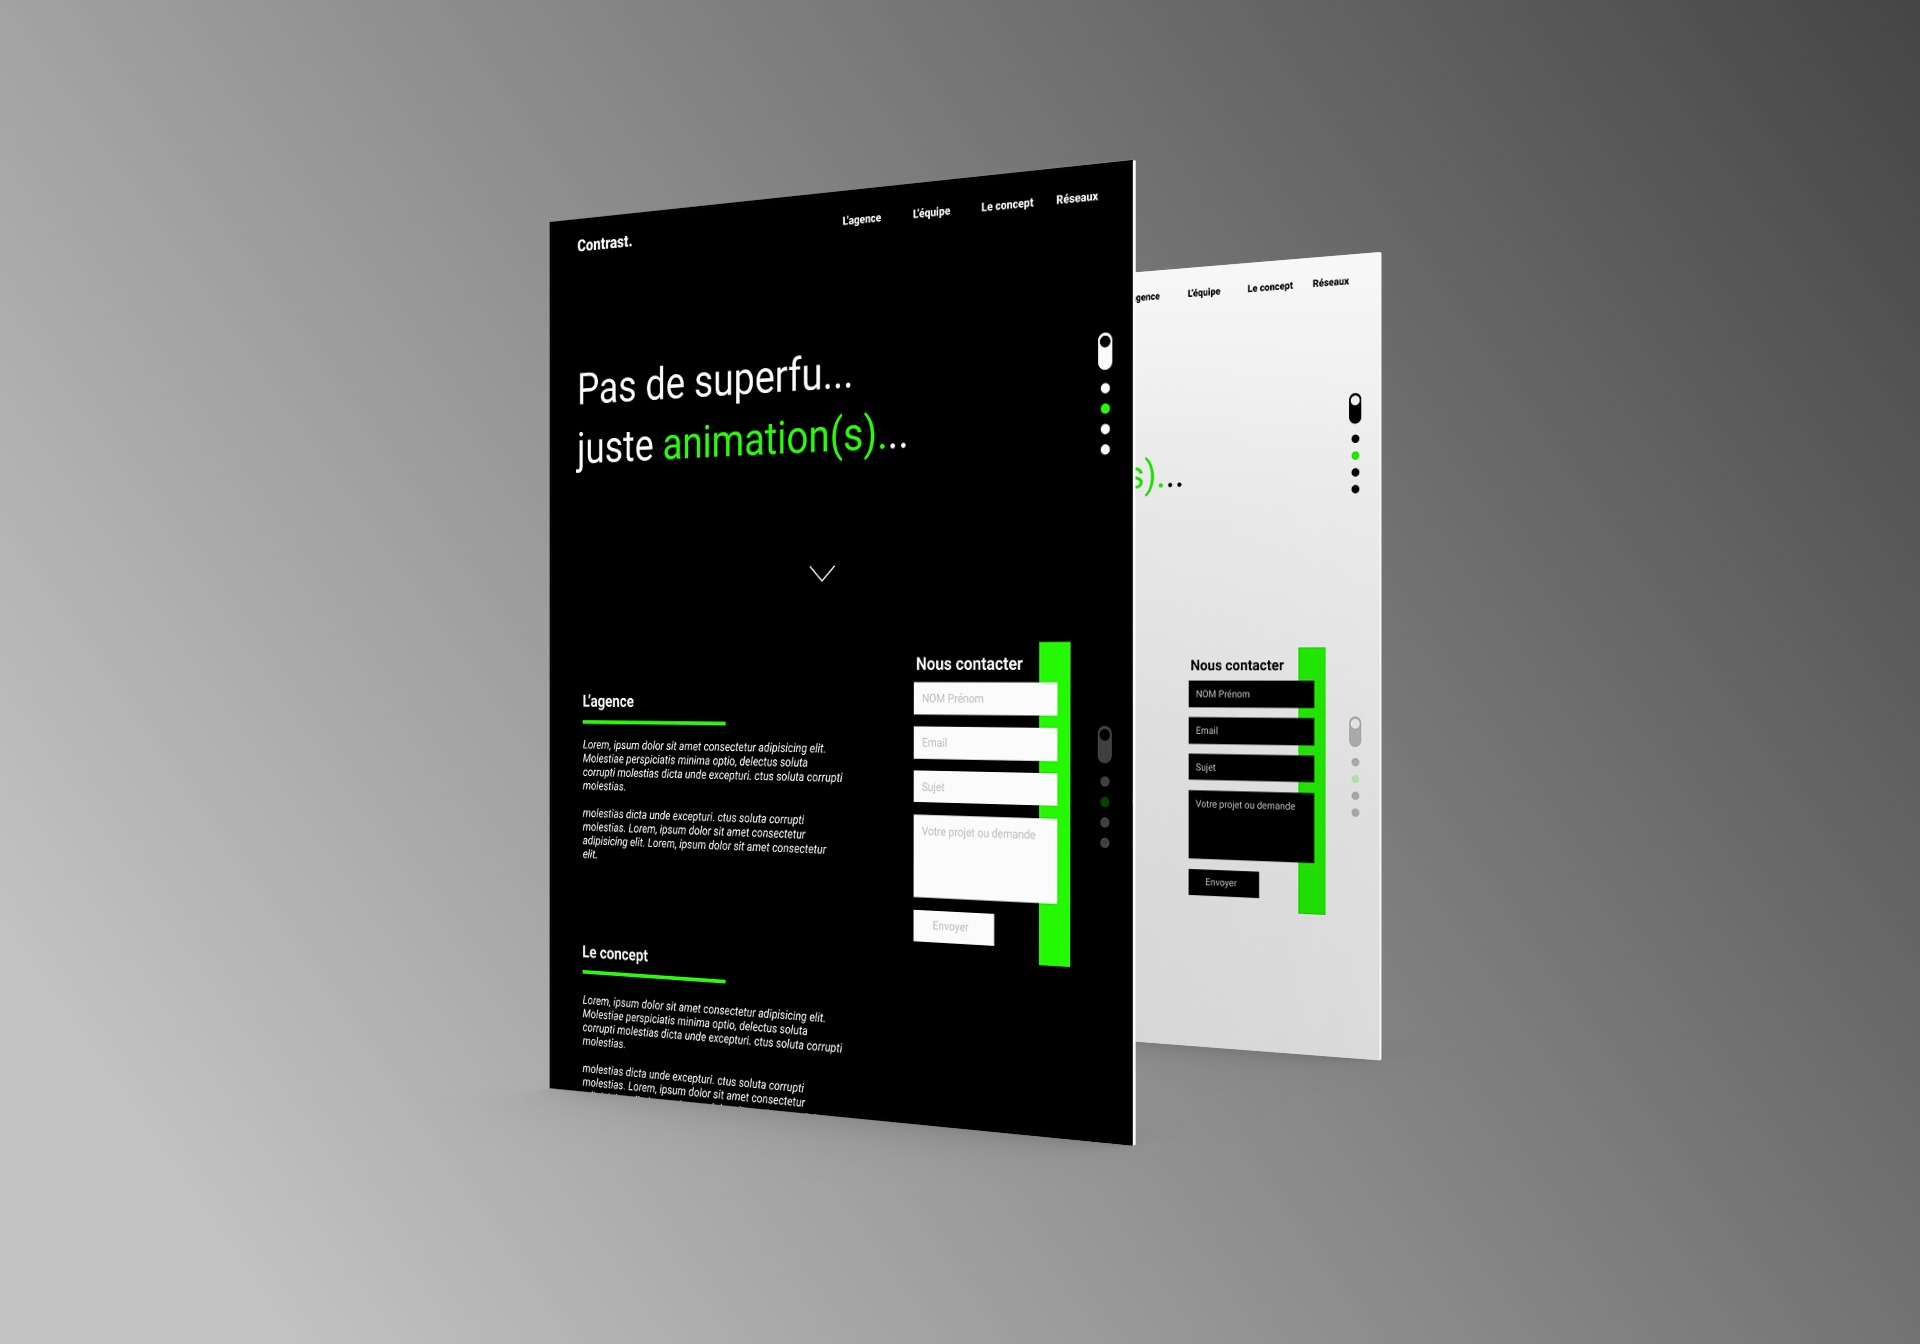 Contrast.
L'agence L'équipe Le concept Réseaux
Pas de superfu...
juste animation(s)...
L'agence
Lorem, ipsum dolor sit amet consectetur adipisicing elit.
Molestiae perspiciatis minima optio, delectus soluta
corrupti molestias dicta unde excepturi. ctus soluta corrupti
molestias.
molestias dicta unde excepturi. ctus soluta corrupti
molestias. Lorem, ipsum dolor sit amet consectetur
adipisicing elit. Lorem, ipsum dolor sit amet consectetur
elit.
Le concept
Lorem, ipsum dolor sit amet consectetur adipisicing elit.
Molestiae perspiciatis minima optio, delectus soluta
corrupti molestias dicta unde excepturi. ctus soluta corrupti
molestias.
molestias dicta unde excepturi. ctus soluta corrupti
molestias. Lorem, ipsum dolor sit amet consectetur
Nous contacter
NOM Prénom
Email
Sujet
Votre projet ou demande
Envoyer
gence L'équipe Le concept Réseaux
s)...
Nous contacter
NOM Prénom
Email
Sujet
Votre projet ou demande
Envoyer